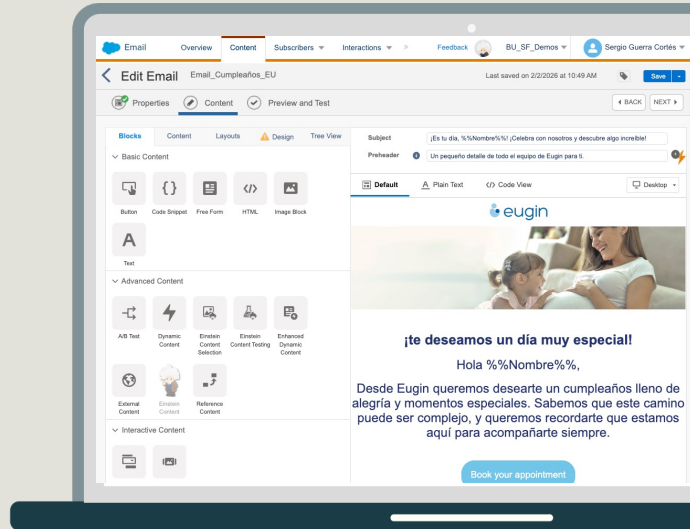 Email Overview Content Subscribers Interactions > Feedback BU_SF_Demos Sergio Guerra Cortés
Edit Email Email_Cumpleaños_EU Last saved on 2/2/2026 at 10:49 AM Save
Properties Content Preview and Test BACK NEXT
Blocks Content Layouts Design Tree View
Basic Content
Button Code Snippet Free Form HTML Image Block
Text
Advanced Content
A/B Test Dynamic Content Einstein Content Selection Einstein Content Testing Enhanced Dynamic Content
External Content Einstein Content Reference Content
Interactive Content
Subject ¡Es tu día, %%Nombre%%! ¡Celebra con nosotros y descubre algo increíble!
Preheader Un pequeño detalle de todo el equipo de Eugin para ti.
Default A Plain Text </> Code View Desktop
eugin
¡te deseamos un día muy especial!
Hola %%Nombre%%,
Desde Eugin queremos desearte un cumpleaños lleno de
alegría y momentos especiales. Sabemos que este camino
puede ser complejo, y queremos recordarte que estamos
aquí para acompañarte siempre.
Book your appointment